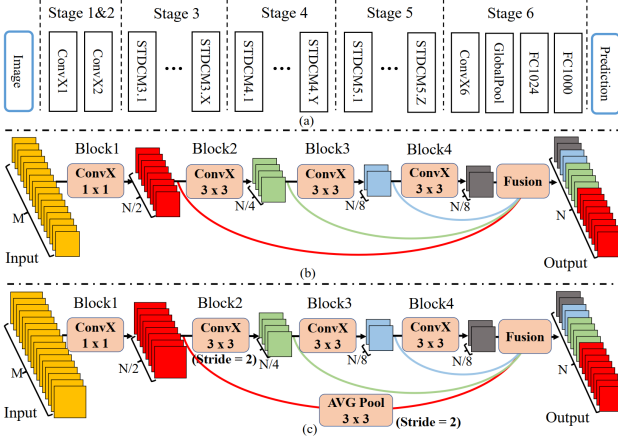 Stage 1&2 Stage 3 Stage 4 Stage 5 Stage 6
Image ConvX1 ConvX2 STDCM3.1 ... STDCM3.X STDCM4.1 ... STDCM4.Y STDCM5.1 ... STDCM5.Z ConvX6 GlobalPool FC1024 FC1000 Prediction
(a)
Block1 Block2 Block3 Block4
ConvX ConvX ConvX ConvX Fusion
1 x 1 3 x 3 3 x 3 3 x 3
M N/2 N/4 N/8 N/8 N
Input Output
(b)
Block1 Block2 Block3 Block4
ConvX ConvX ConvX ConvX Fusion
1 x 1 3 x 3 3 x 3 3 x 3
(Stride = 2)
M N/2 N/4 N/8 N/8 N
AVG Pool
3 x 3 (Stride = 2)
Input Output
(c)